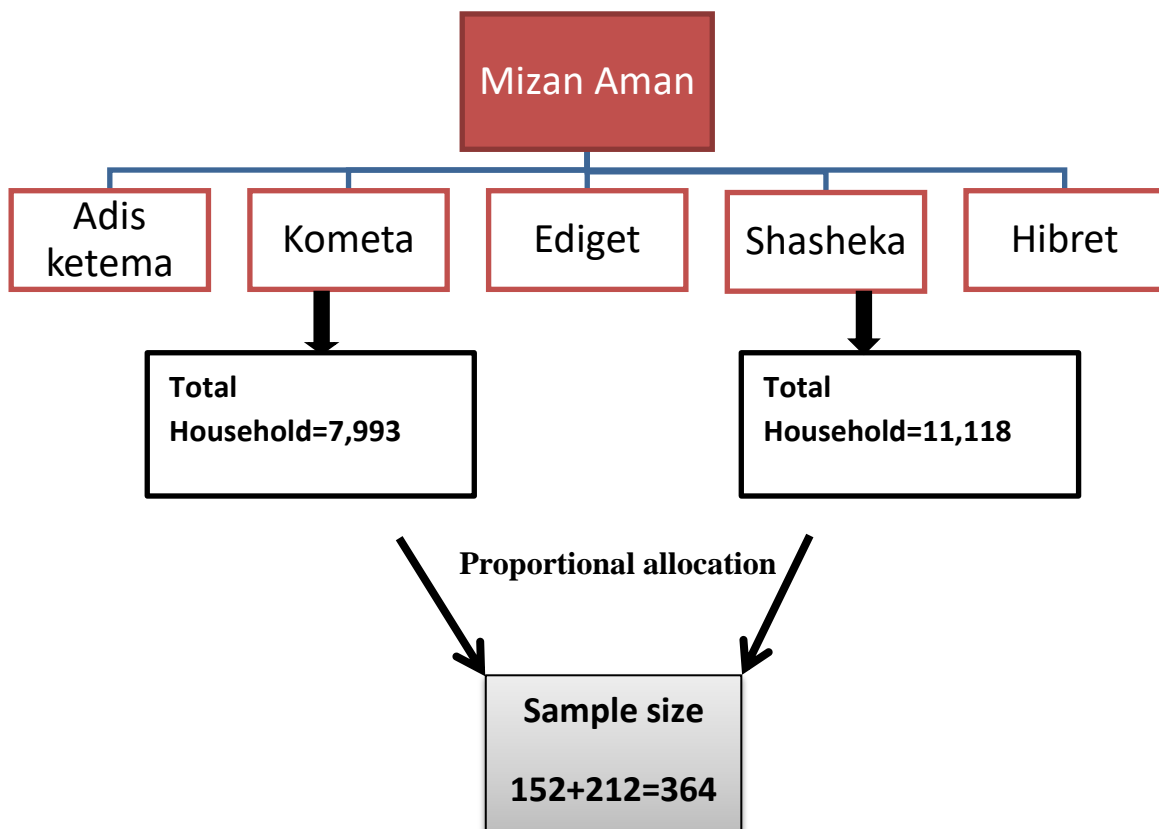 Mizan Aman
Adis
ketema
Kometa
Ediget
Shasheka
Hibret
Total
Household=7,993
Total
Household=11,118
Proportional allocation
Sample size
152+212=364